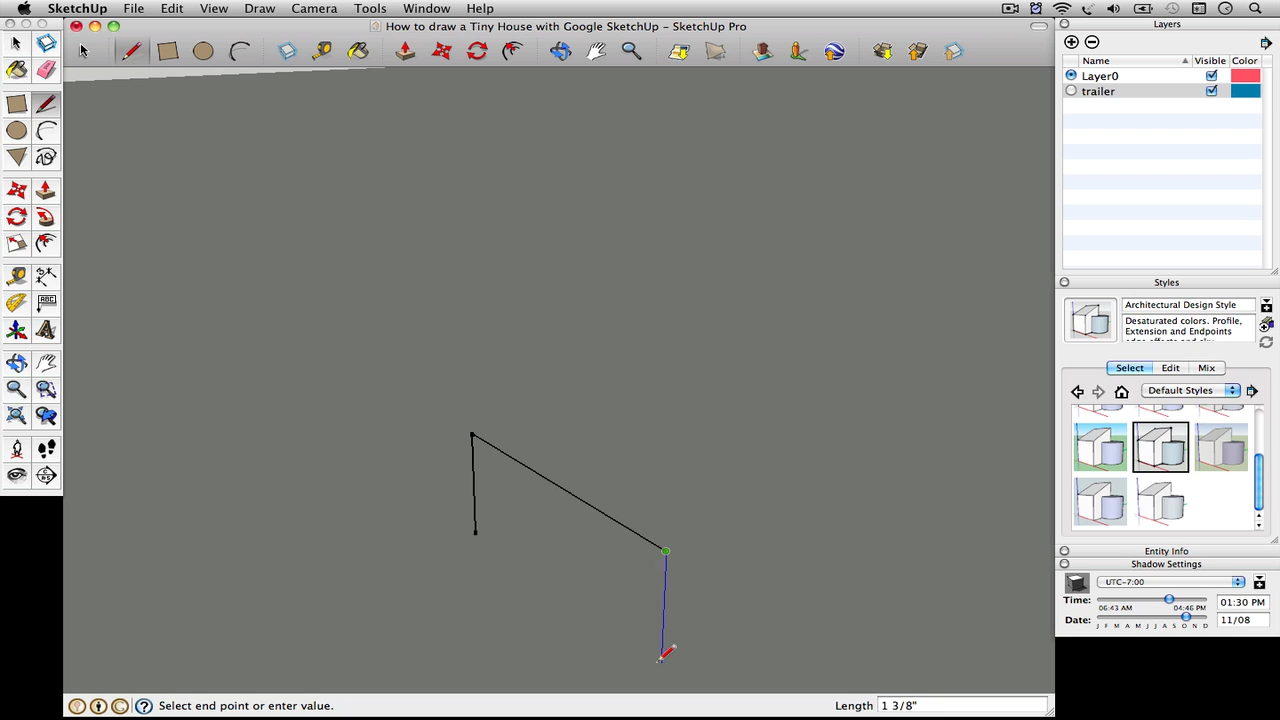 SketchUp File Edit View Draw Camera Tools Window Help
How to draw a Tiny House with Google SketchUp – SketchUp Pro
Layers
Name Visible Color
Layer0
trailer
Styles
Architectural Design Style
Desaturated colors. Profile,
Extension and Endpoints
Select Edit Mix
Default Styles
ABC
Entity Info
Shadow Settings
UTC-7:00
Time: 06:43 AM 04:46 PM 01:30 PM
Date: J F M A M J J A S O N D 11/08
Select end point or enter value.
Length 1 3/8"